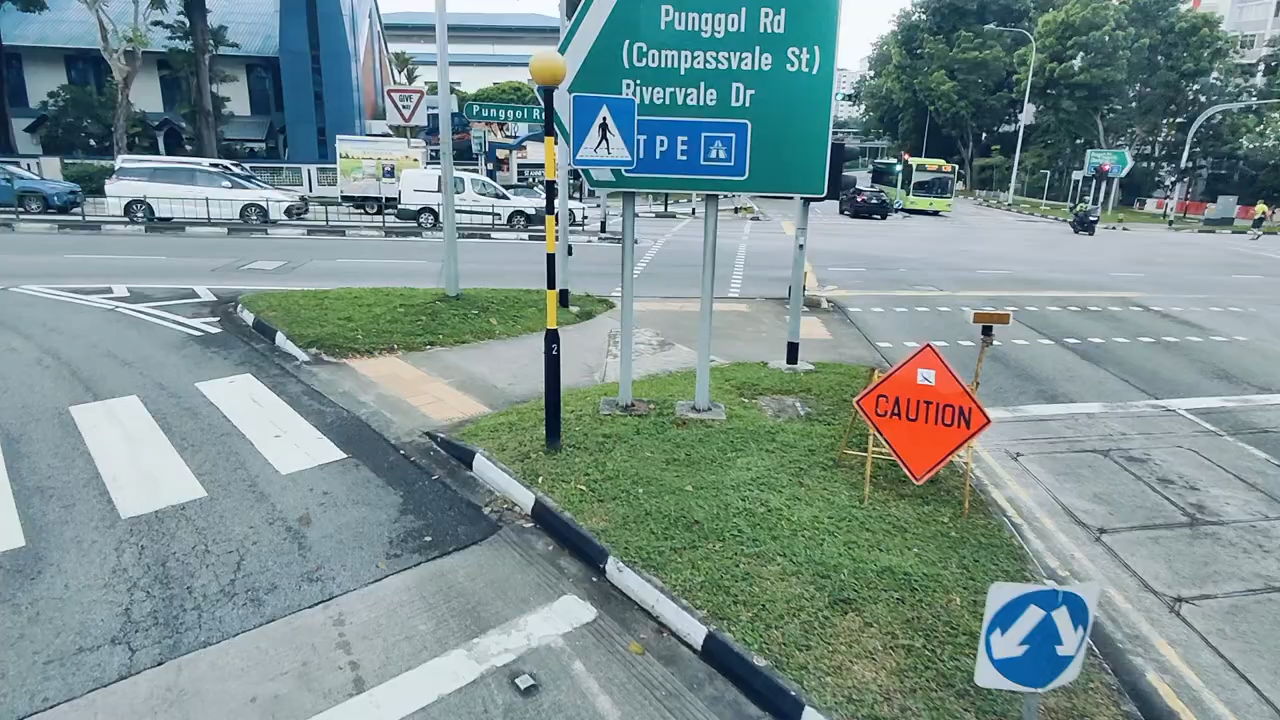 Punggol Rd
(Compassvale St)
Rivervale Dr
TPE
GIVE
WAY
Punggol Rd
CAUTION
2